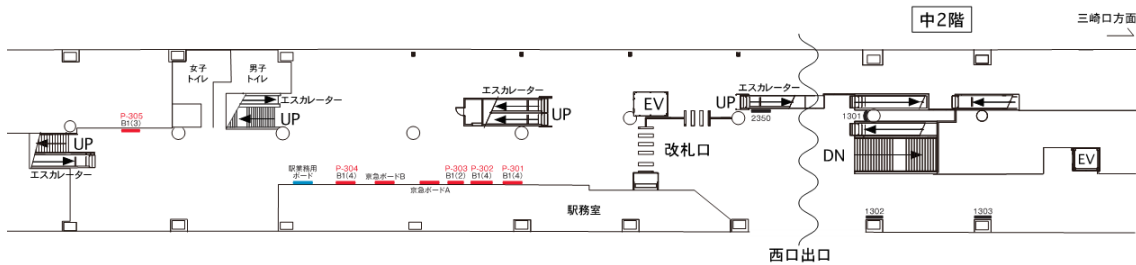 中2階
三崎口方面
女子
トイレ
男子
トイレ
エスカレーター
UP
P-305
B1(3)
UP
エスカレーター
エスカレーター
UP
EV
UP
エスカレーター
2350
改札口
1301
DN
EV
駅業務用
ボード
P-304
B1(4)
京急ボードB
京急ボードA
P-303
B1(2)
P-302
B1(4)
P-301
B1(4)
駅務室
1302
1303
西口出口